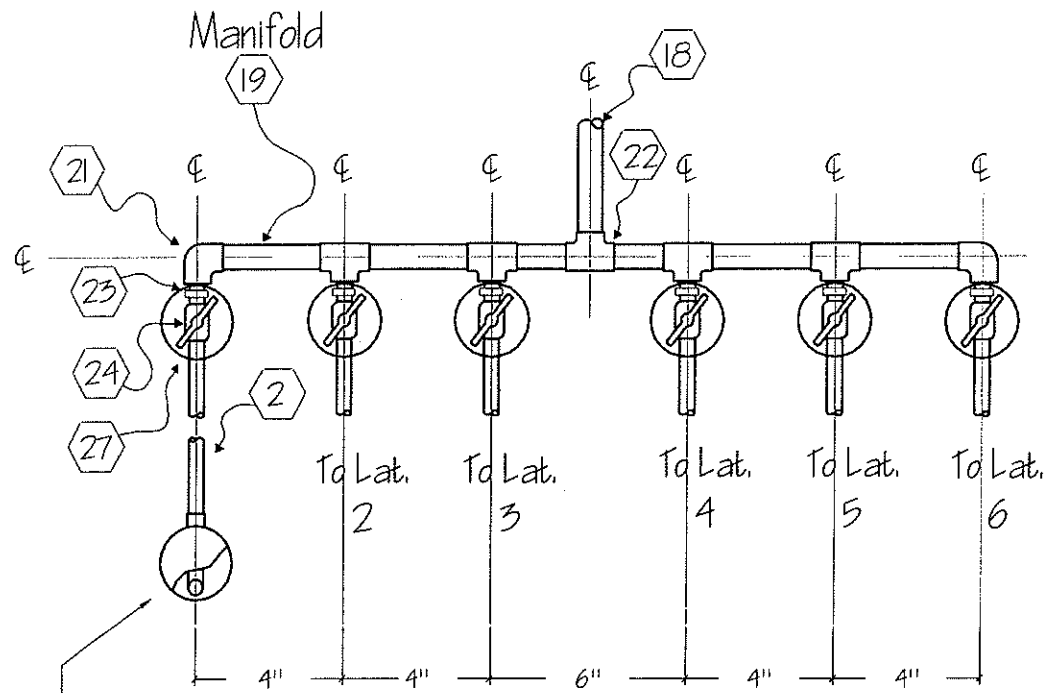 Manifold
18
19
℄
22
21
℄ ℄ ℄ ℄ ℄ ℄
℄
23
24
2
27
To Lat. 2
To Lat. 3
To Lat. 4
To Lat. 5
To Lat. 6
4" 4" 6" 4" 4"